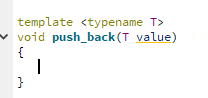 template <typename T>
void push_back(T value)
{
}